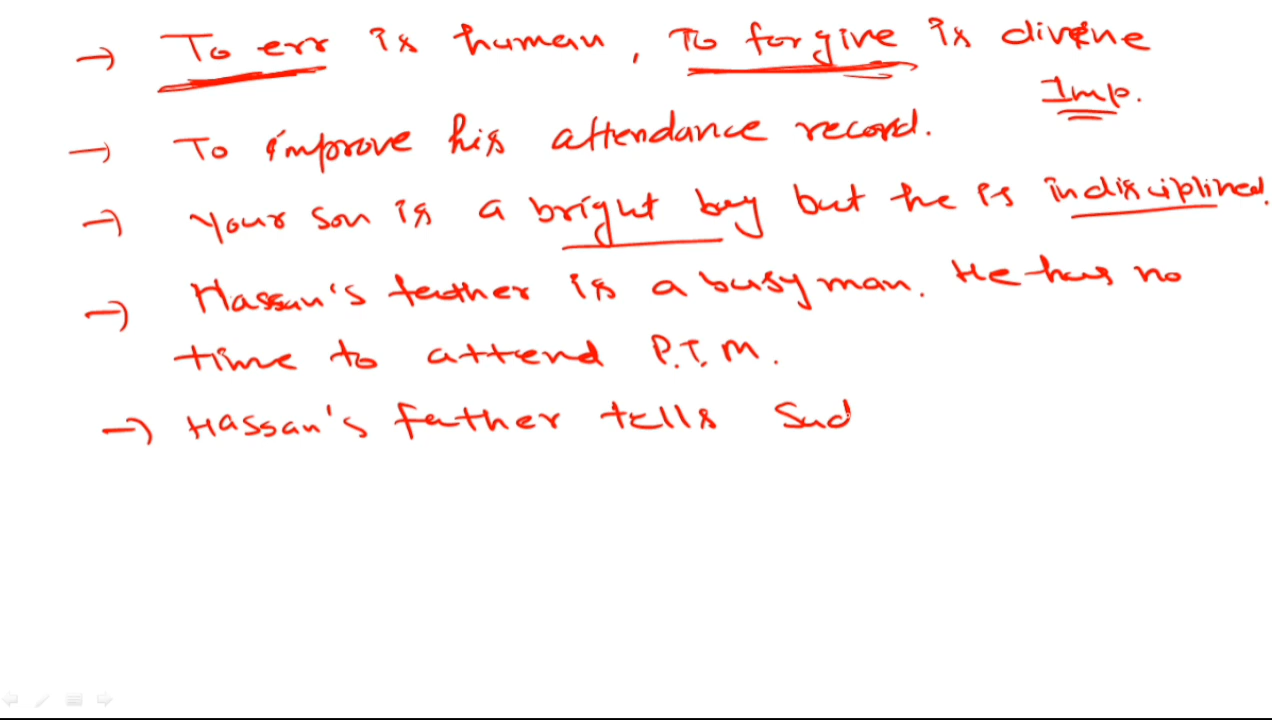 → To err is human, To forgive is divine
Imp.
→ To improve his attendance record.
→ Your son is a bright boy but he is indisciplined.
→ Hassan's father is a busy man. He has no
time to attend P.T.M.
→ Hassan's father tells Sud